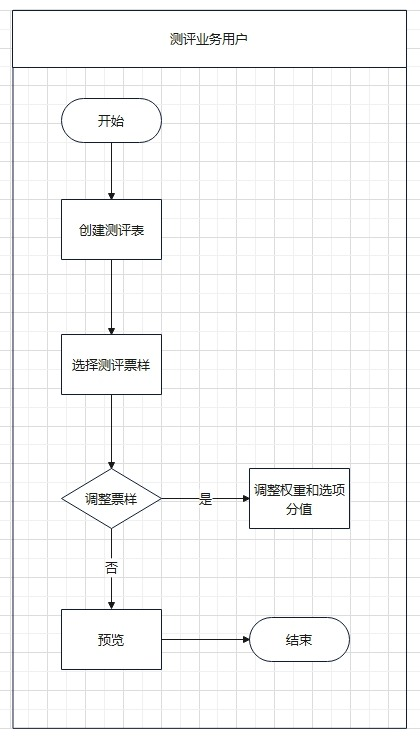 测评业务用户
开始
创建测评表
选择测评票样
调整票样
是
调整权重和选项
分值
否
预览
结束